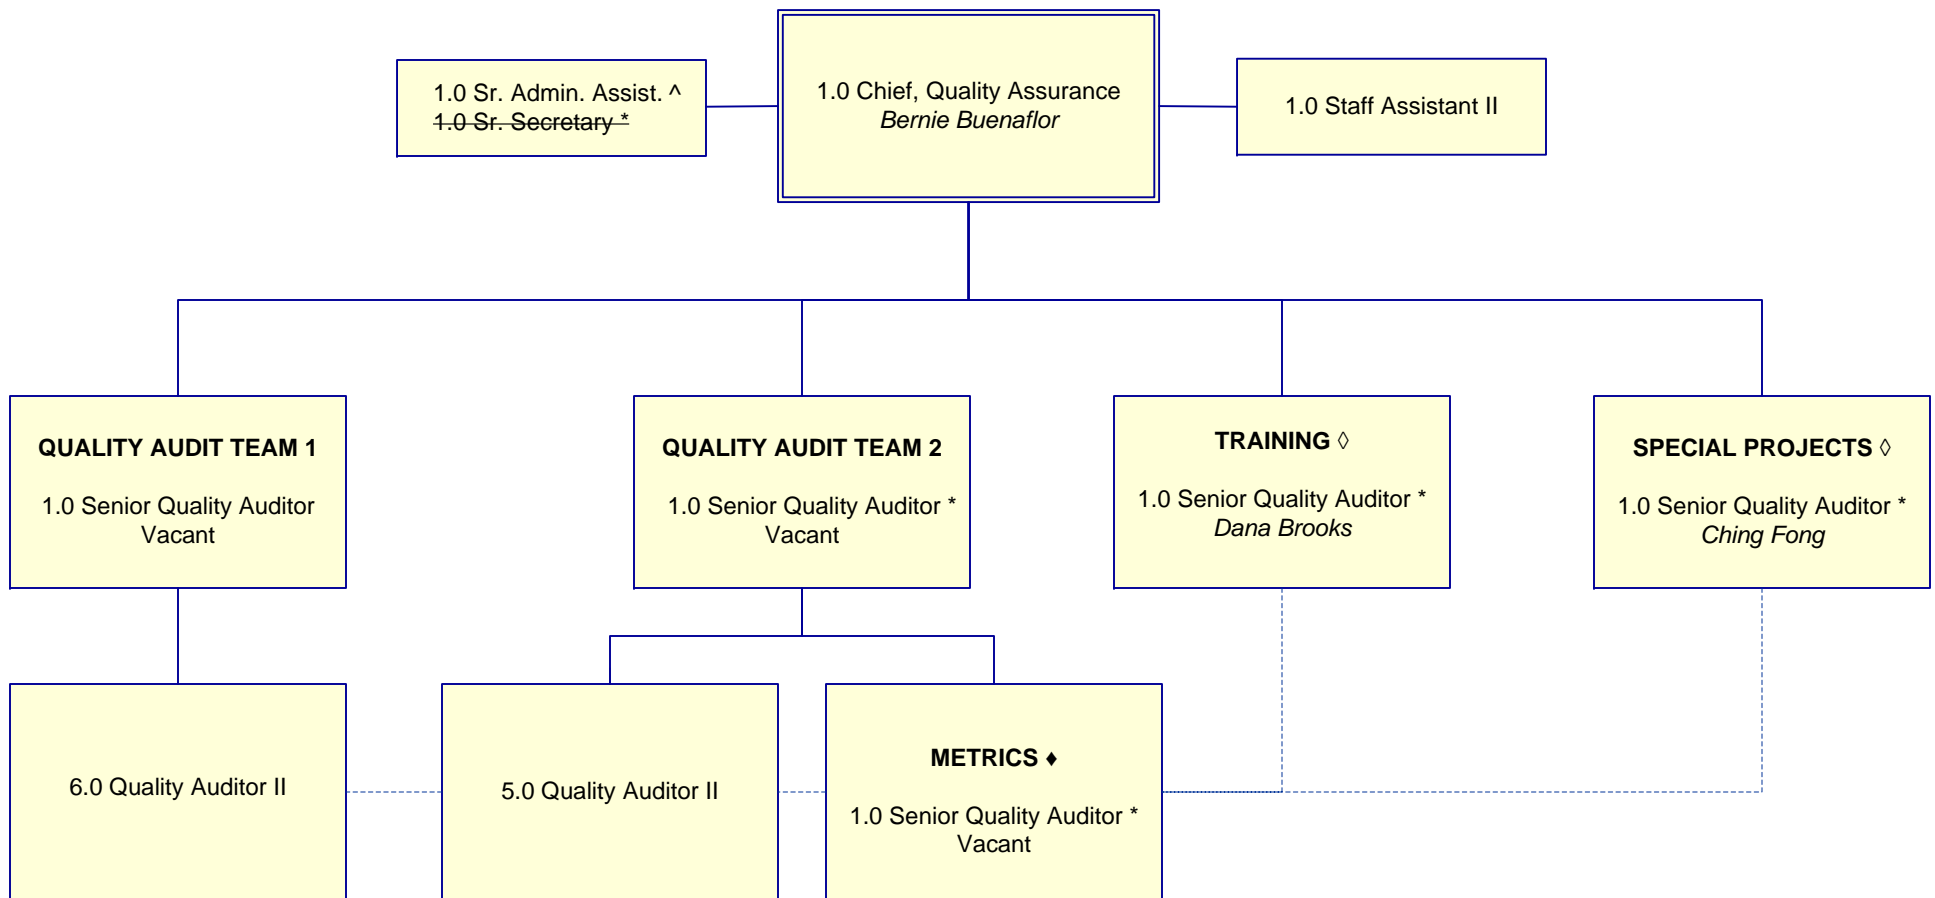 1.0 Sr. Admin. Assist. ^
1.0 Sr. Secretary *
1.0 Chief, Quality Assurance
Bernie Buenaflor
1.0 Staff Assistant II
QUALITY AUDIT TEAM 1
1.0 Senior Quality Auditor
Vacant
QUALITY AUDIT TEAM 2
1.0 Senior Quality Auditor *
Vacant
TRAINING ◊
1.0 Senior Quality Auditor *
Dana Brooks
SPECIAL PROJECTS ◊
1.0 Senior Quality Auditor *
Ching Fong
6.0 Quality Auditor II
5.0 Quality Auditor II
METRICS ♦
1.0 Senior Quality Auditor *
Vacant